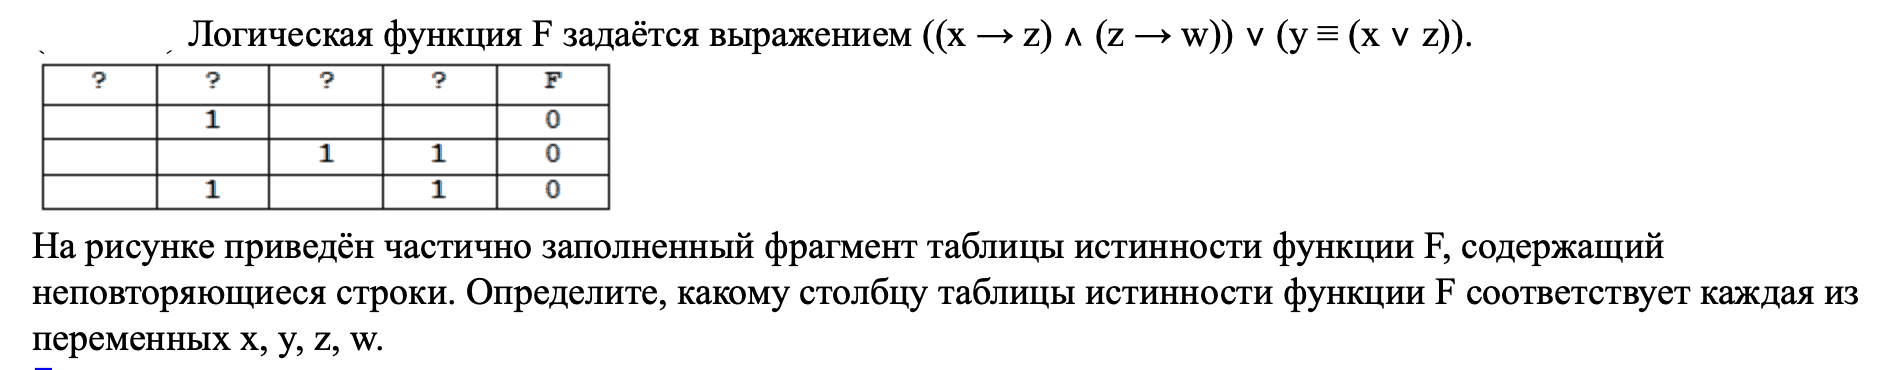 Логическая функция F задаётся выражением ((x → z) ∧ (z → w)) ∨ (y ≡ (x ∨ z)).
? ? ? ? F
1 0
1 1 0
1 1 0
На рисунке приведён частично заполненный фрагмент таблицы истинности функции F, содержащий
неповторяющиеся строки. Определите, какому столбцу таблицы истинности функции F соответствует каждая из
переменных x, y, z, w.